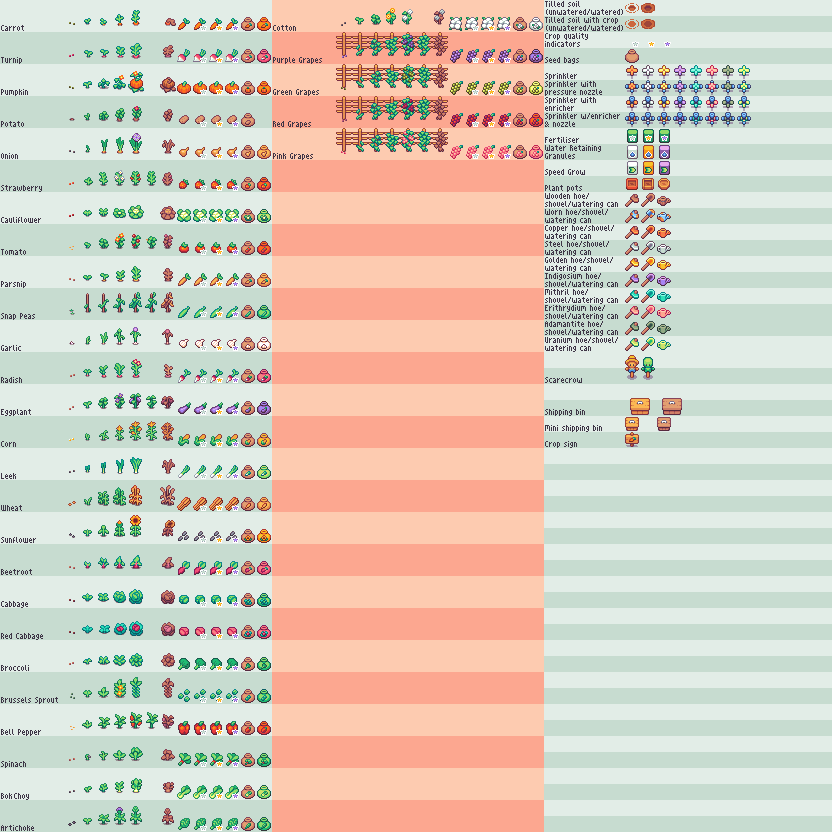 Carrot
Turnip
Pumpkin
Potato
Onion
Strawberry
Cauliflower
Tomato
Parsnip
Snap Peas
Garlic
Radish
Eggplant
Corn
Leek
Wheat
Sunflower
Beetroot
Cabbage
Red Cabbage
Broccoli
Brussels Sprout
Bell Pepper
Spinach
Bok Choy
Artichoke
Cotton
Purple Grapes
Green Grapes
Red Grapes
Pink Grapes
Tilled soil
(unwatered/watered)
Tilled soil with crop
(unwatered/watered)
Crop quality
indicators
Seed bags
Sprinkler
Sprinkler with
pressure nozzle
Sprinkler with
enricher
Sprinkler w/enricher
& nozzle
Fertiliser
Water Retaining
Granules
Speed Grow
Plant pots
Wooden hoe/
shovel/watering can
Worn hoe/shovel/
watering can
Copper hoe/shovel/
watering can
Steel hoe/shovel/
watering can
Golden hoe/shovel/
watering can
Indigosium hoe/
shovel/watering can
Mithril hoe/
shovel/watering can
Erithrydium hoe/
shovel/watering can
Adamantite hoe/
shovel/watering can
Uranium hoe/shovel/
watering can
Scarecrow
Shipping bin
Mini shipping bin
Crop sign